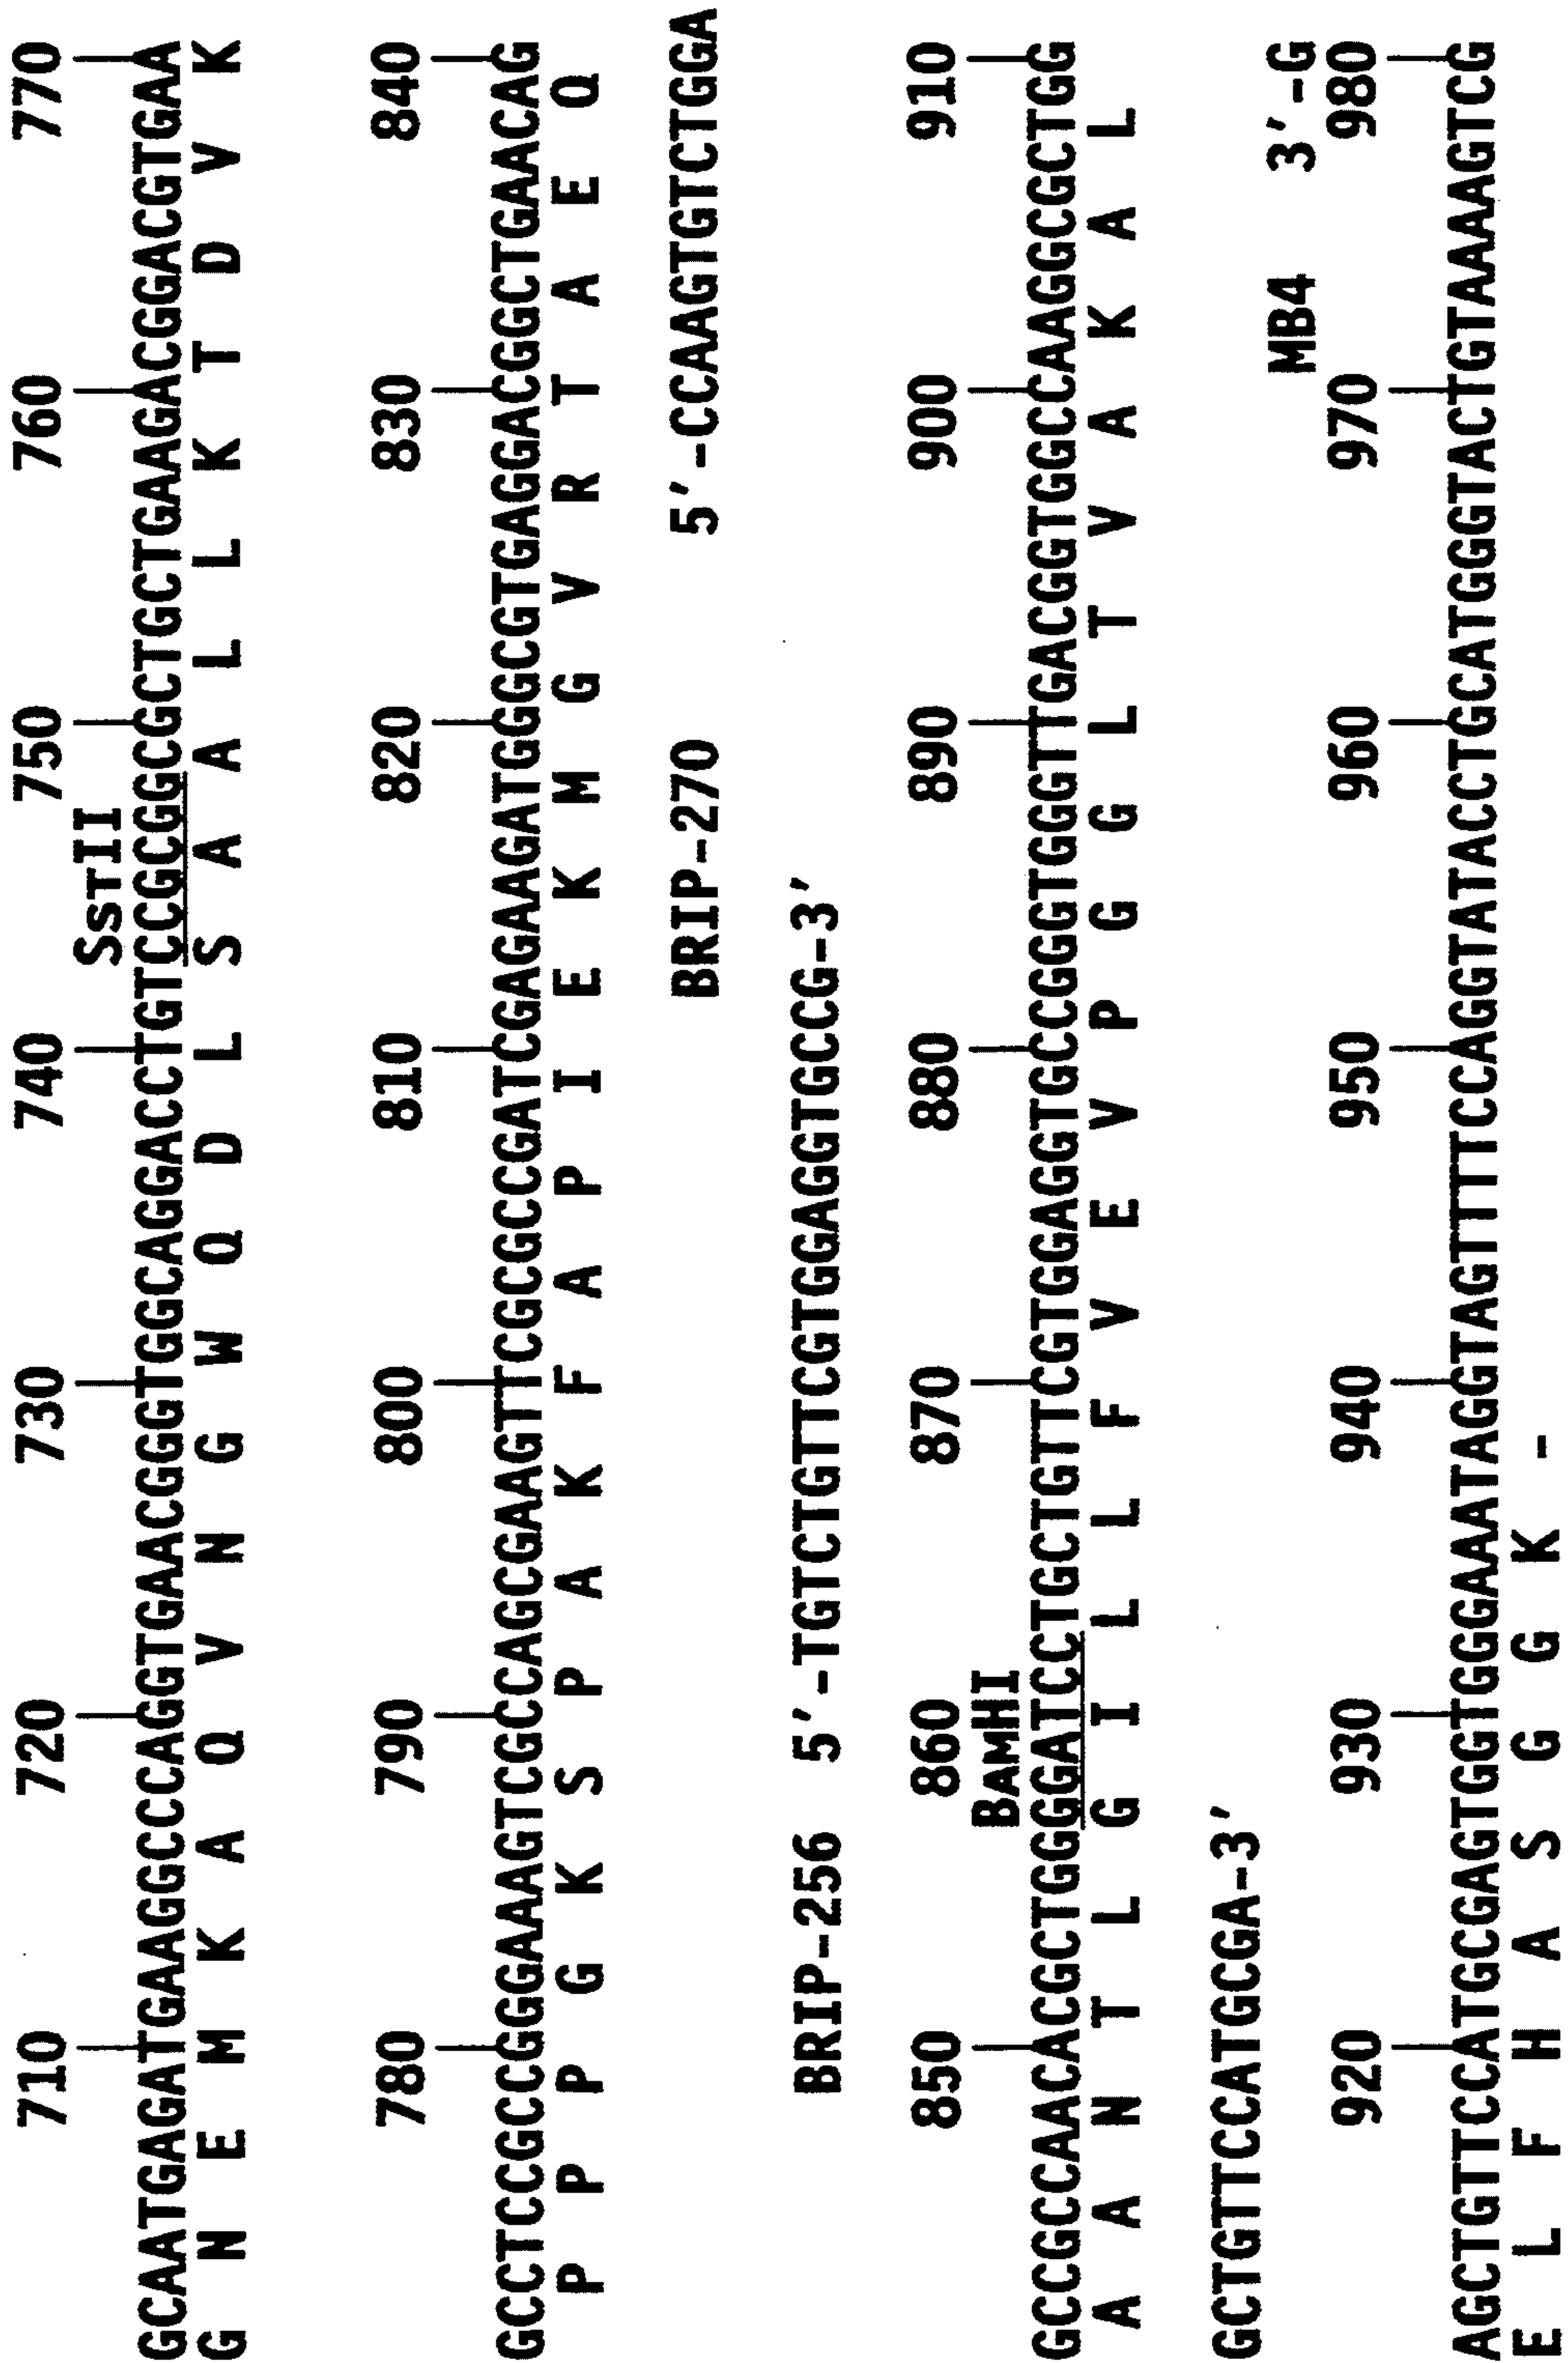 710 720 730 740 750 760 770
SstII
GCAATGAGATGAAGGCCCAGGTGAACGGGTGGCAGGACCTGTCCGCGGCGCTGCTGAAGACGGACGTGAA
G N E M K A Q V N G W Q D L S A A L L K T D V K
780 790 800 810 820 830 840
GCCTCCGCCGGGGAAGTCGCCAGCGAAGTTCGCGCCGATCGAGAAGATGGGCGTGAGGACGGCTGAACAG
P P P G K S P A K F A P I E K M G V R T A E Q
BRIP-270 5'-CCAAGTGTCTGGA
BRIP-256 5'-TGTCTGTTCGTGGAGGTGCCG-3'
850 860 870 880 890 900 910
BamHI
GCCGCCAACACGCTGGGGATCCTGCTGTTCGTGGAGGTGCCGGGTGGGTTGACGGTGGCCAAGGCGCTGG
A A N T L G I L L F V E V P G G L T V A K A L
GCTGTTCCATGCGA-3'
MB4 3'-G
920 930 940 950 960 970 980
AGCTGTTCCATGCGAGTGGTGGGAAATAGGTAGTTTTCCAGGTATACCTGCATGGGTACTGTAAAAGTCG
E L F H A S G G K -